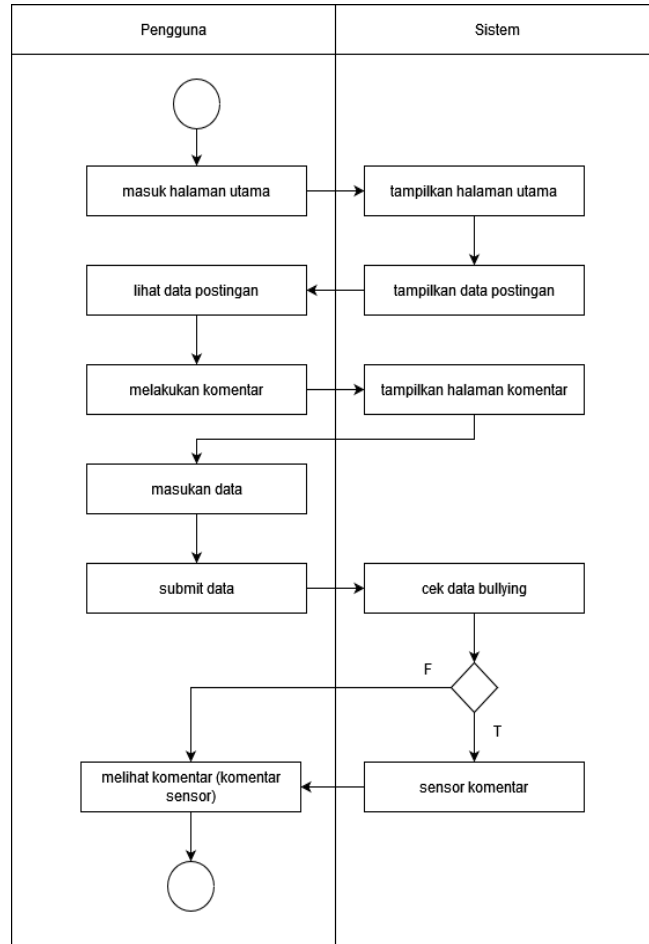 Pengguna
Sistem
masuk halaman utama
tampilkan halaman utama
lihat data postingan
tampilkan data postingan
melakukan komentar
tampilkan halaman komentar
masukan data
submit data
cek data bullying
F
T
melihat komentar (komentar
sensor)
sensor komentar